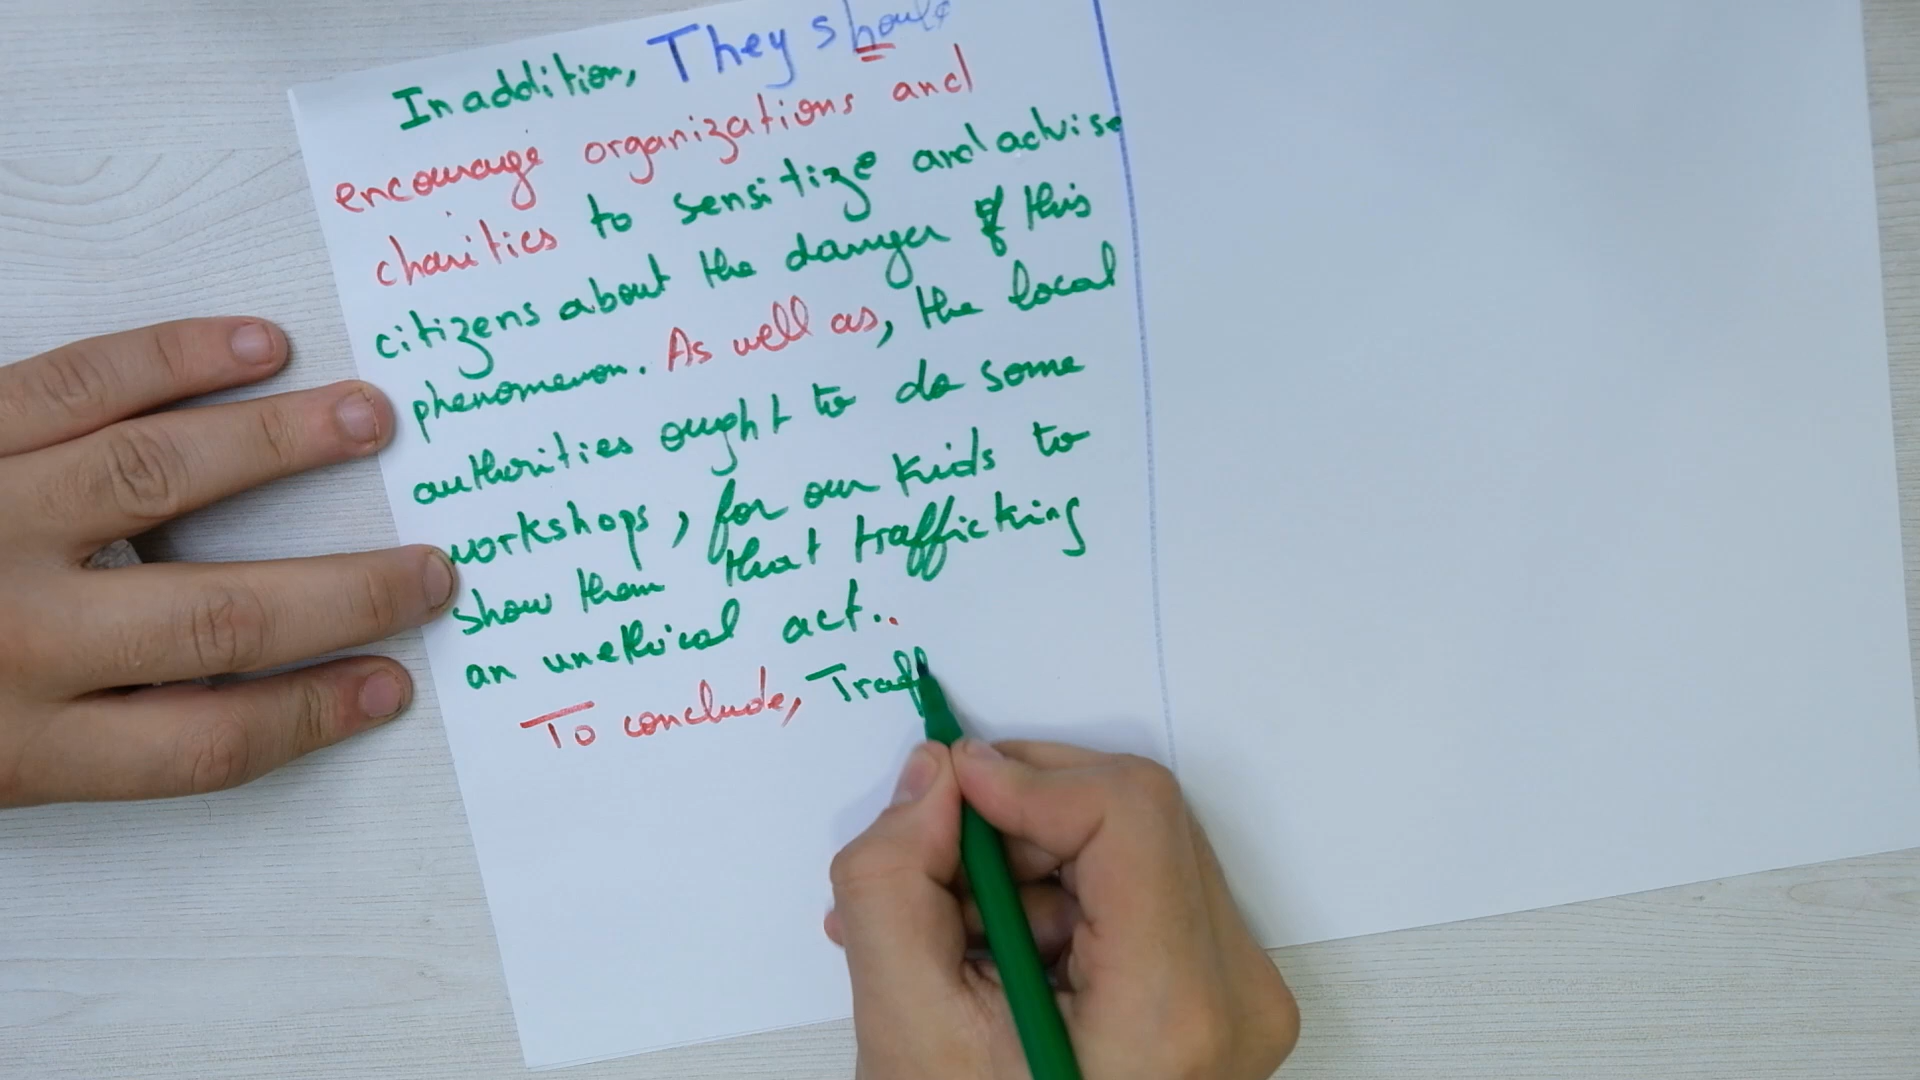 In addition, They should
encourage organizations and
charities to sensitize and advise
citizens about the danger of this
phenomenon. As well as, the local
authorities ought to do some
workshops, for our kids to
show them that trafficking
an unethical act..
To conclude, Traff